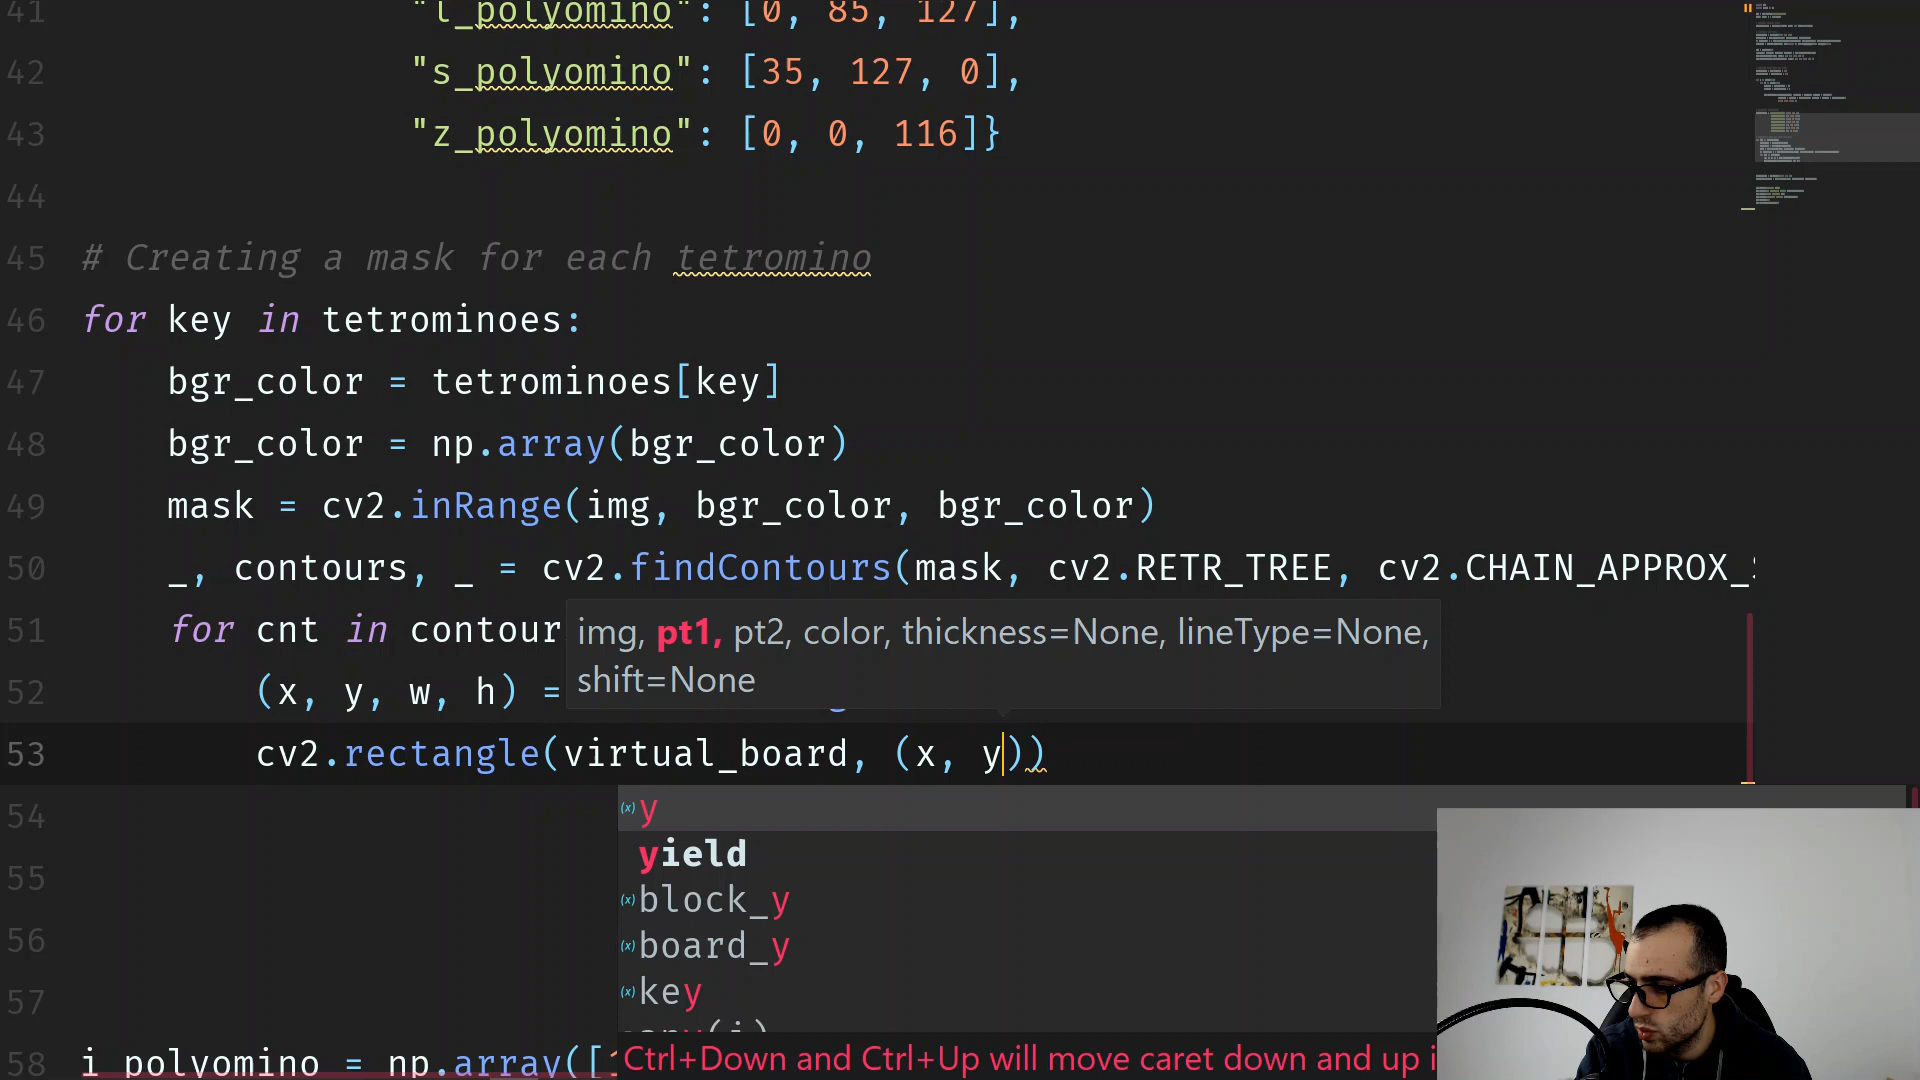 41 "l_polyomino": [0, 85, 127],
42 "s_polyomino": [35, 127, 0],
43 "z_polyomino": [0, 0, 116]}
44
45 # Creating a mask for each tetromino
46 for key in tetrominoes:
47 bgr_color = tetrominoes[key]
48 bgr_color = np.array(bgr_color)
49 mask = cv2.inRange(img, bgr_color, bgr_color)
50 _, contours, _ = cv2.findContours(mask, cv2.RETR_TREE, cv2.CHAIN_APPROX_
51 for cnt in contour
img, pt1, pt2, color, thickness=None, lineType=None,
shift=None
52 (x, y, w, h) =
53 cv2.rectangle(virtual_board, (x, y))
54
y
yield
55
block_y
56
board_y
57
key
58 i_polyomino = np.array([
Ctrl+Down and Ctrl+Up will move caret down and up i